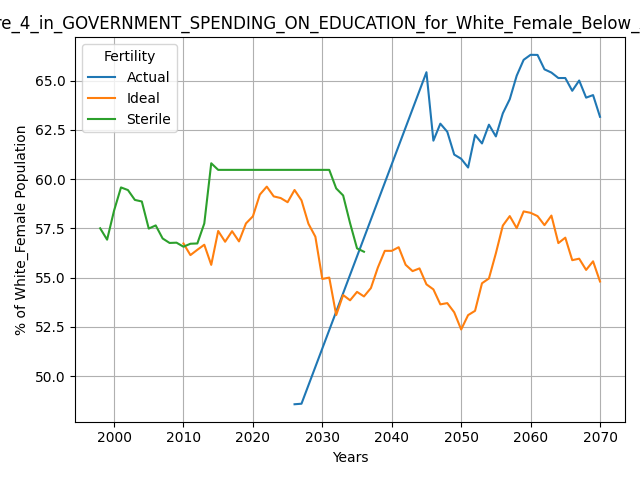 re_4_in_GOVERNMENT_SPENDING_ON_EDUCATION_for_White_Female_Below_
Fertility
Actual
Ideal
Sterile
% of White_Female Population
65.0
62.5
60.0
57.5
55.0
52.5
50.0
2000 2010 2020 2030 2040 2050 2060 2070
Years